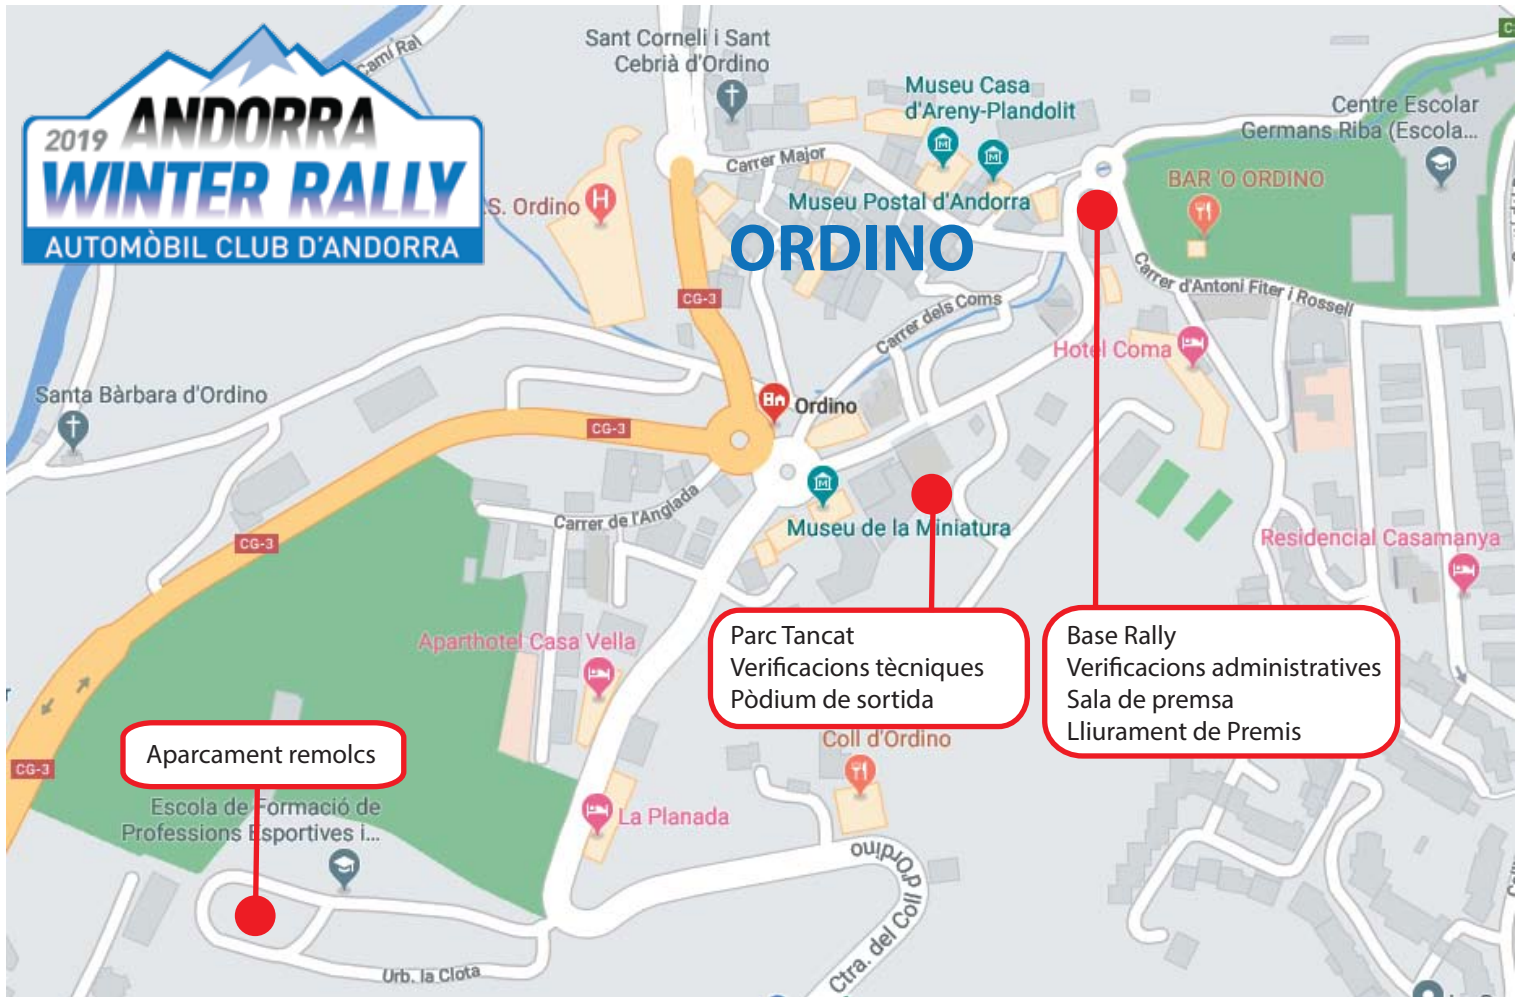 2019 ANDORRA
WINTER RALLY
AUTOMÒBIL CLUB D'ANDORRA
Camí Ral
Sant Corneli i Sant
Cebrià d'Ordino
Museu Casa
d'Areny-Plandolit
Centre Escolar
Germans Riba (Escola...
Carrer Major
BAR 'O ORDINO
S. Ordino
H
Museu Postal d'Andorra
ORDINO
CG-3
Carrer d'Antoni Fiter i Rossell
Carrer dels Coms
Hotel Coma
Santa Bàrbara d'Ordino
Ordino
CG-3
Carrer de l'Anglada
Museu de la Miniatura
CG-3
Residencial Casamanya
Aparthotel Casa Vella
Parc Tancat
Verificacions tècniques
Pòdium de sortida
Base Rally
Verificacions administratives
Sala de premsa
Lliurament de Premis
Coll d'Ordino
Aparcament remolcs
CG-3
Escola de Formació de
Professions Esportives i...
La Planada
Ctra. del Coll d'Ordino
Urb. la Clota